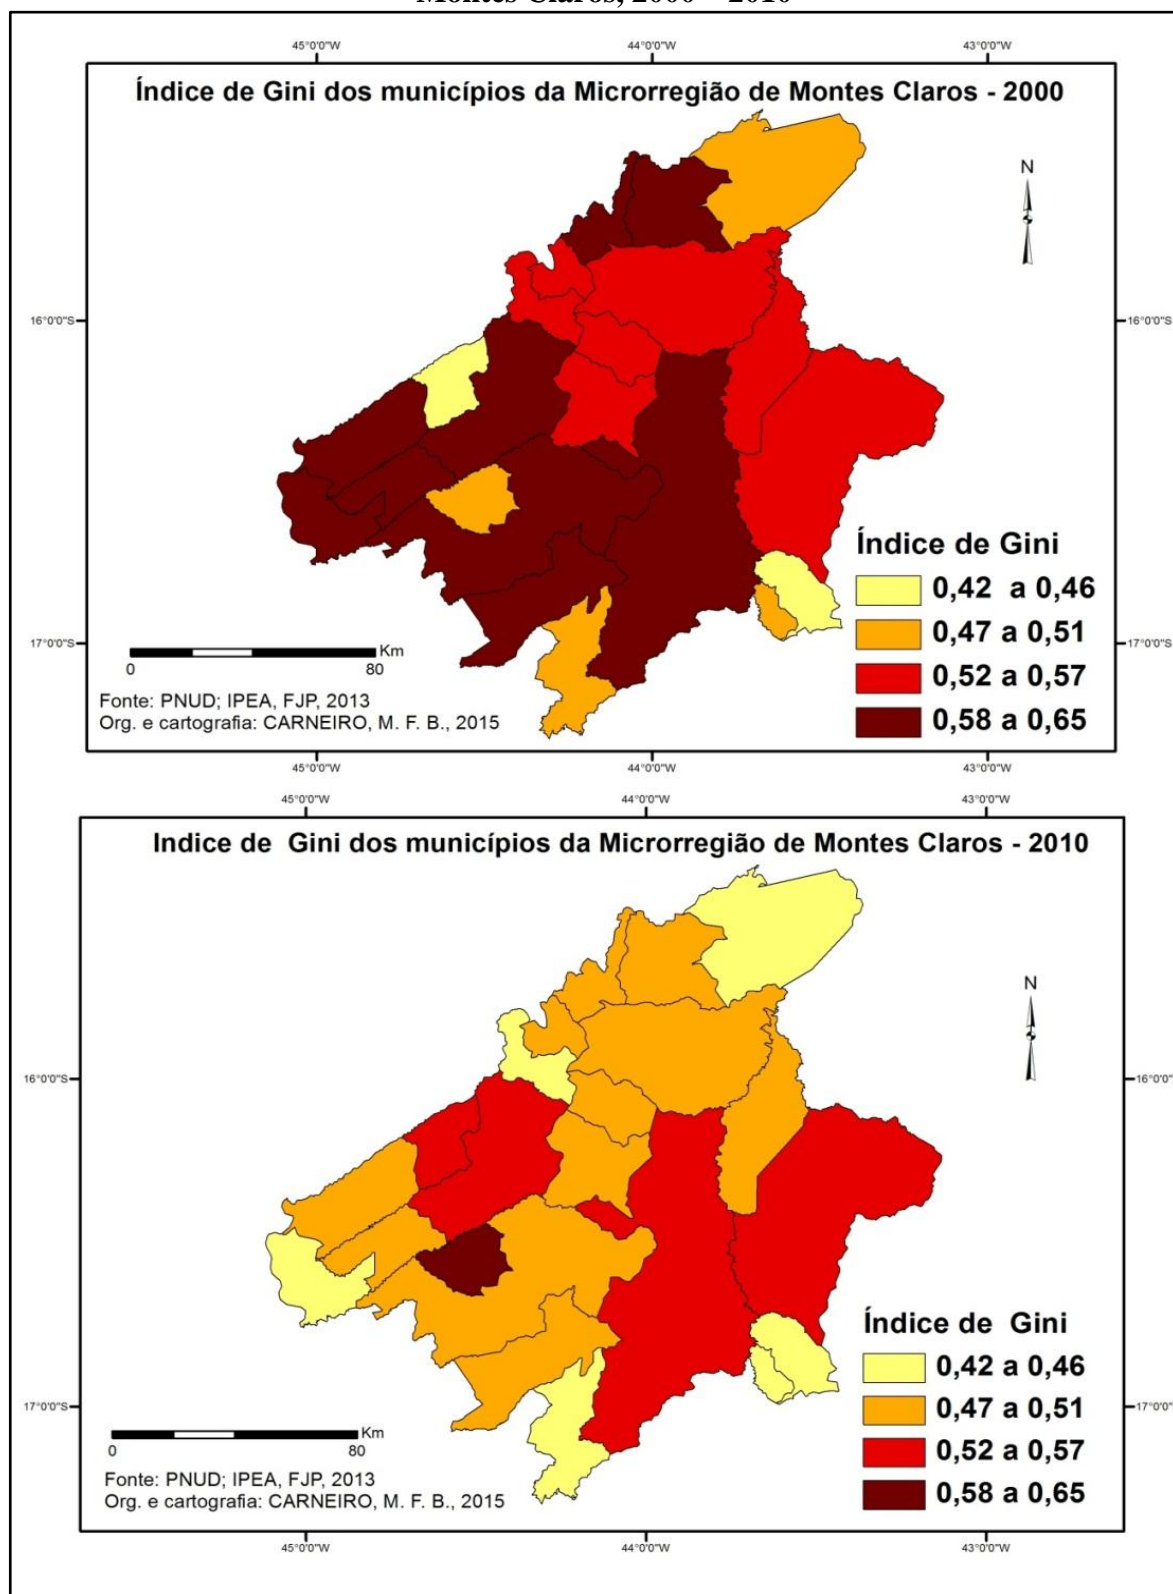 Montes Claros, 2000 – 2010
45°0'0"W 44°0'0"W 43°0'0"W
Índice de Gini dos municípios da Microrregião de Montes Claros - 2000
N
16°0'0"S 16°0'0"S
Índice de Gini
0,42 a 0,46
0,47 a 0,51
0,52 a 0,57
0,58 a 0,65
17°0'0"S 17°0'0"S
Km
0 80
Fonte: PNUD; IPEA, FJP, 2013
Org. e cartografia: CARNEIRO, M. F. B., 2015
45°0'0"W 44°0'0"W 43°0'0"W
45°0'0"W 44°0'0"W 43°0'0"W
Indice de Gini dos municípios da Microrregião de Montes Claros - 2010
N
16°0'0"S 16°0'0"S
Índice de Gini
0,42 a 0,46
0,47 a 0,51
0,52 a 0,57
0,58 a 0,65
17°0'0"S 17°0'0"S
Km
0 80
Fonte: PNUD; IPEA, FJP, 2013
Org. e cartografia: CARNEIRO, M. F. B., 2015
45°0'0"W 44°0'0"W 43°0'0"W